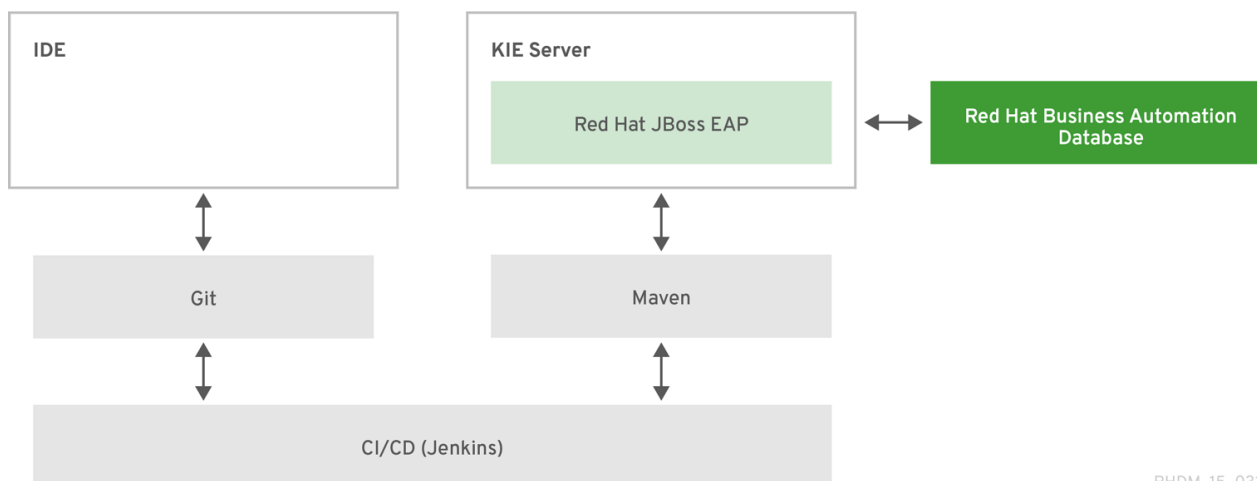 IDE
KIE Server
Red Hat JBoss EAP
Red Hat Business Automation
Database
Git
Maven
CI/CD (Jenkins)